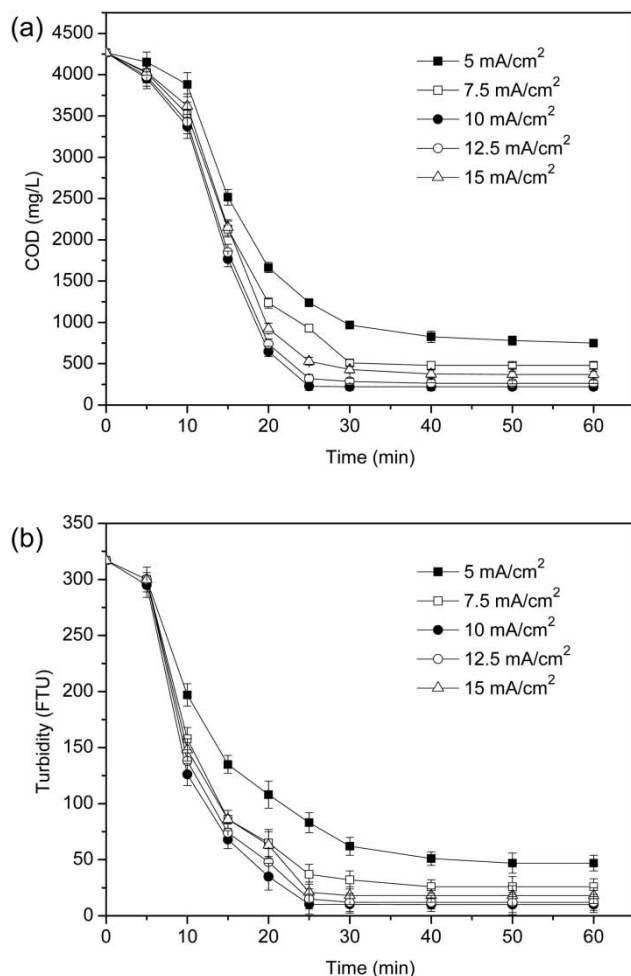 (a)
4500
4000
3500
3000
2500
2000
1500
1000
500
0
COD (mg/L)
5 mA/cm²
7.5 mA/cm²
10 mA/cm²
12.5 mA/cm²
15 mA/cm²
0 10 20 30 40 50 60
Time (min)
(b)
350
300
250
200
150
100
50
0
Turbidity (FTU)
5 mA/cm²
7.5 mA/cm²
10 mA/cm²
12.5 mA/cm²
15 mA/cm²
0 10 20 30 40 50 60
Time (min)